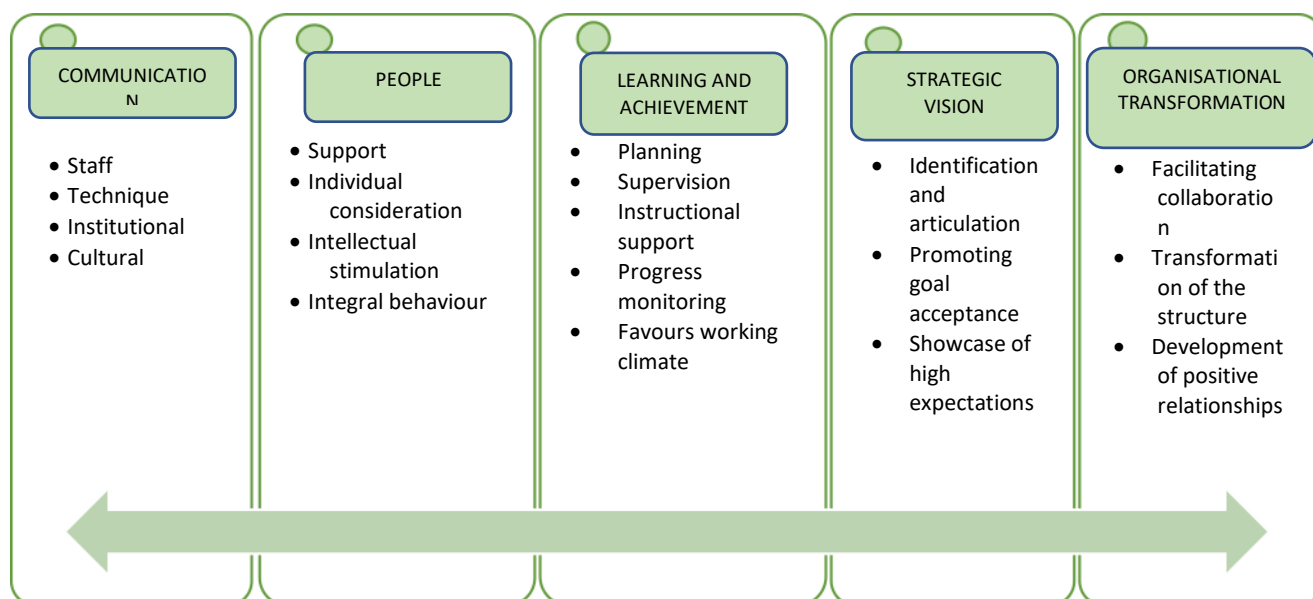 COMMUNICATIO
N
• Staff
• Technique
• Institutional
• Cultural
PEOPLE
• Support
• Individual
consideration
• Intellectual
stimulation
• Integral behaviour
LEARNING AND
ACHIEVEMENT
• Planning
• Supervision
• Instructional
support
• Progress
monitoring
• Favours working
climate
STRATEGIC
VISION
• Identification
and
articulation
• Promoting
goal
acceptance
• Showcase of
high
expectations
ORGANISATIONAL
TRANSFORMATION
• Facilitating
collaboratio
n
• Transformati
on of the
structure
• Development
of positive
relationships